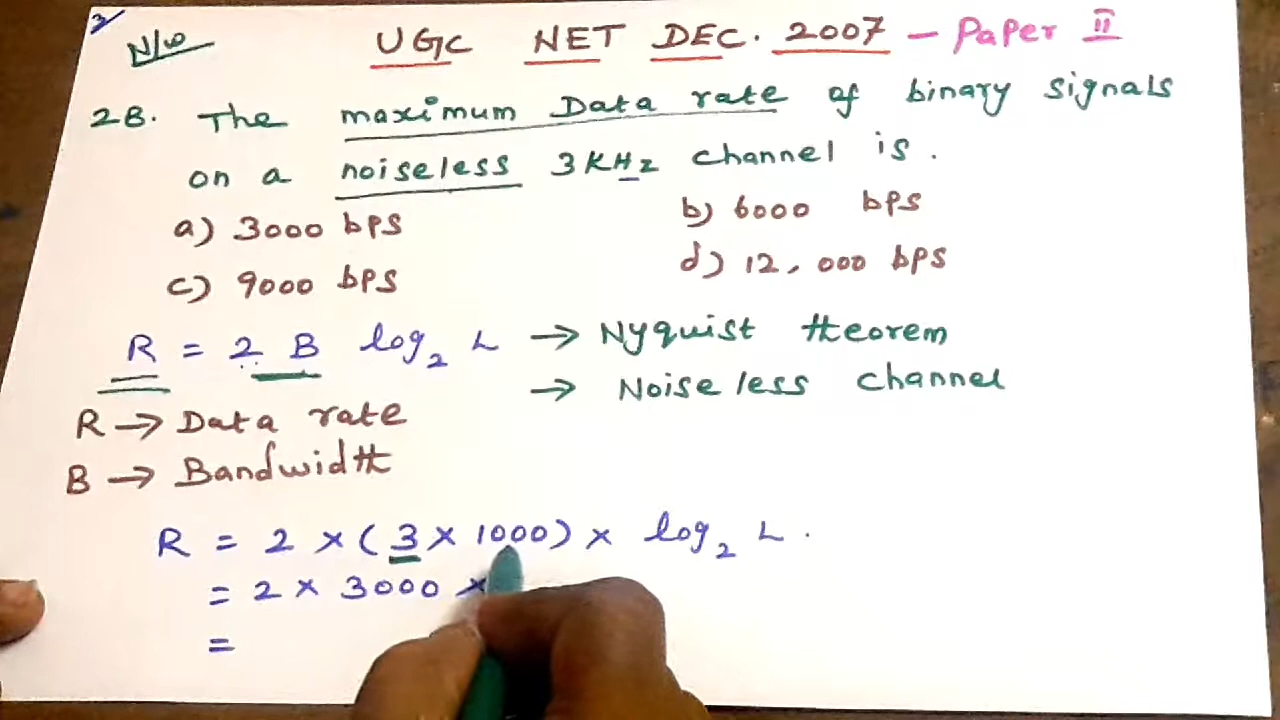 N/w
UGC NET DEC. 2007 - Paper II
28. The maximum Data rate of binary signals
on a noiseless 3KHz channel is.
a) 3000 bps b) 6000 bps
c) 9000 bps d) 12,000 bps
R = 2 B log₂ L → Nyquist theorem
→ Noiseless channel
R → Data rate
B → Bandwidth
R = 2 × (3 × 1000) × log₂ L.
= 2 × 3000 ×
=